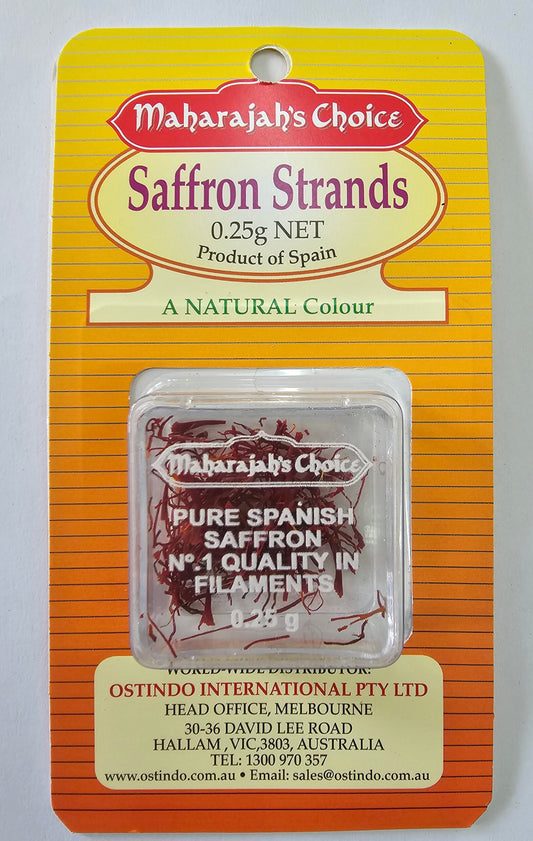 Maharajah's Choice
Saffron Strands
0.25g NET
Product of Spain
A NATURAL Colour
Maharajah's Choice
PURE SPANISH
SAFFRON
Nº.1 QUALITY IN
FILAMENTS
0.25 g
WORLD-WIDE DISTRIBUTOR:
OSTINDO INTERNATIONAL PTY LTD
HEAD OFFICE, MELBOURNE
30-36 DAVID LEE ROAD
HALLAM ,VIC,3803, AUSTRALIA
TEL: 1300 970 357
www.ostindo.com.au • Email: sales@ostindo.com.au